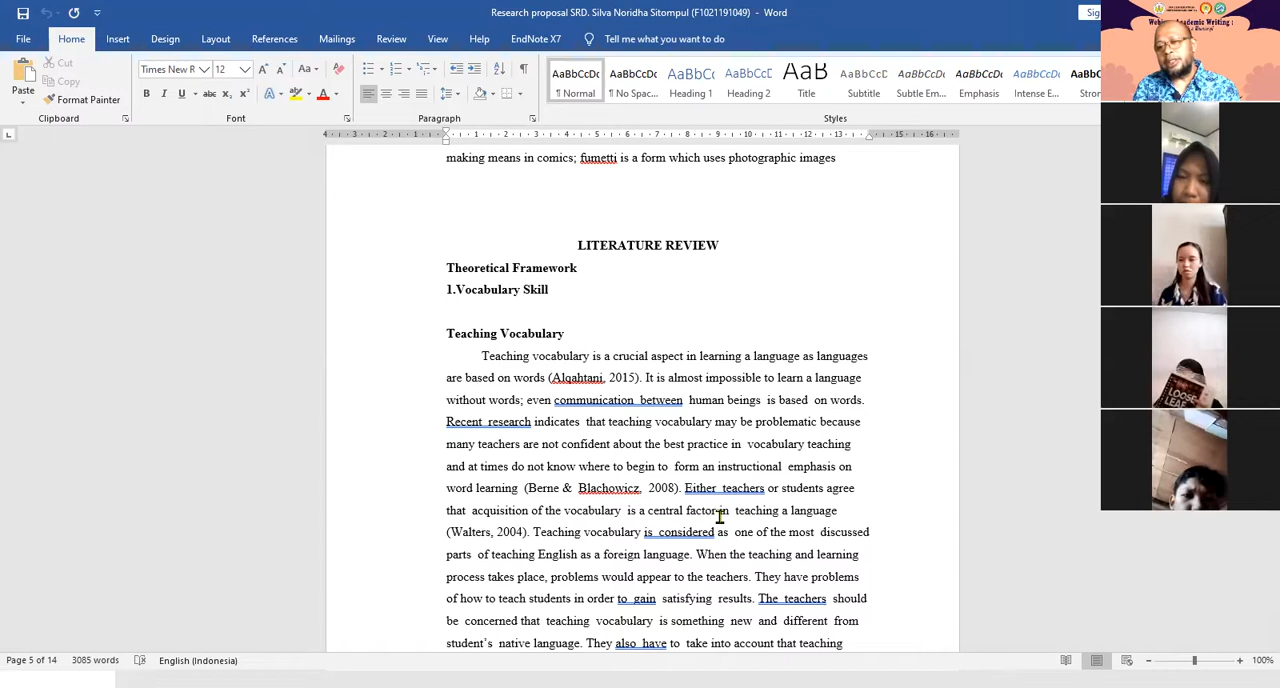 Research proposal SRD. Silva Noridha Sitompul (F1021191049) - Word
File Home Insert Design Layout References Mailings Review View EndNote X7 Tell me what you want to do
Paste Cut Copy Format Painter
Times New R 12
AaBbCcDc AaBbCcDc AaBbCc AaBbCcD AaB AaBbCcD AaBbCcDc AaBbCcDc AaBbCcDc
¶ Normal ¶ No Spac... Heading 1 Heading 2 Title Subtitle Subtle Em... Emphasis Intense E...
Clipboard Font Paragraph Styles
making means in comics; fumetti is a form which uses photographic images
LITERATURE REVIEW
Theoretical Framework
1.Vocabulary Skill
Teaching Vocabulary
Teaching vocabulary is a crucial aspect in learning a language as languages
are based on words (Alqahtani, 2015). It is almost impossible to learn a language
without words; even communication between human beings is based on words.
Recent research indicates that teaching vocabulary may be problematic because
many teachers are not confident about the best practice in vocabulary teaching
and at times do not know where to begin to form an instructional emphasis on
word learning (Berne & Blachowicz, 2008). Either teachers or students agree
that acquisition of the vocabulary is a central factor in teaching a language
(Walters, 2004). Teaching vocabulary is considered as one of the most discussed
parts of teaching English as a foreign language. When the teaching and learning
process takes place, problems would appear to the teachers. They have problems
of how to teach students in order to gain satisfying results. The teachers should
be concerned that teaching vocabulary is something new and different from
student's native language. They also have to take into account that teaching
Page 5 of 14 3085 words English (Indonesia) 100%
Academic Writing :
LOOSE LEAF